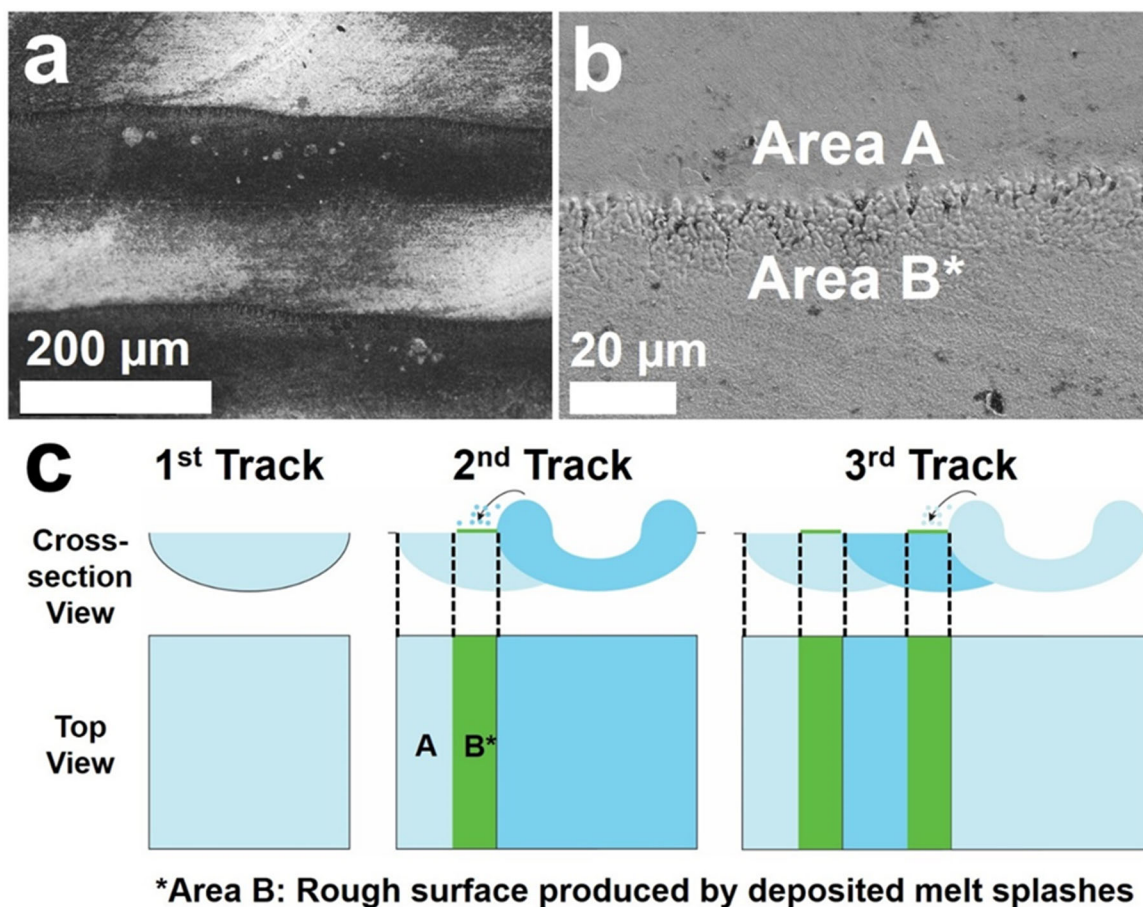 a
b
Area A
Area B*
200 µm
20 µm
c
1st Track
2nd Track
3rd Track
Cross-
section
View
Top
View
A
B*
*Area B: Rough surface produced by deposited melt splashes